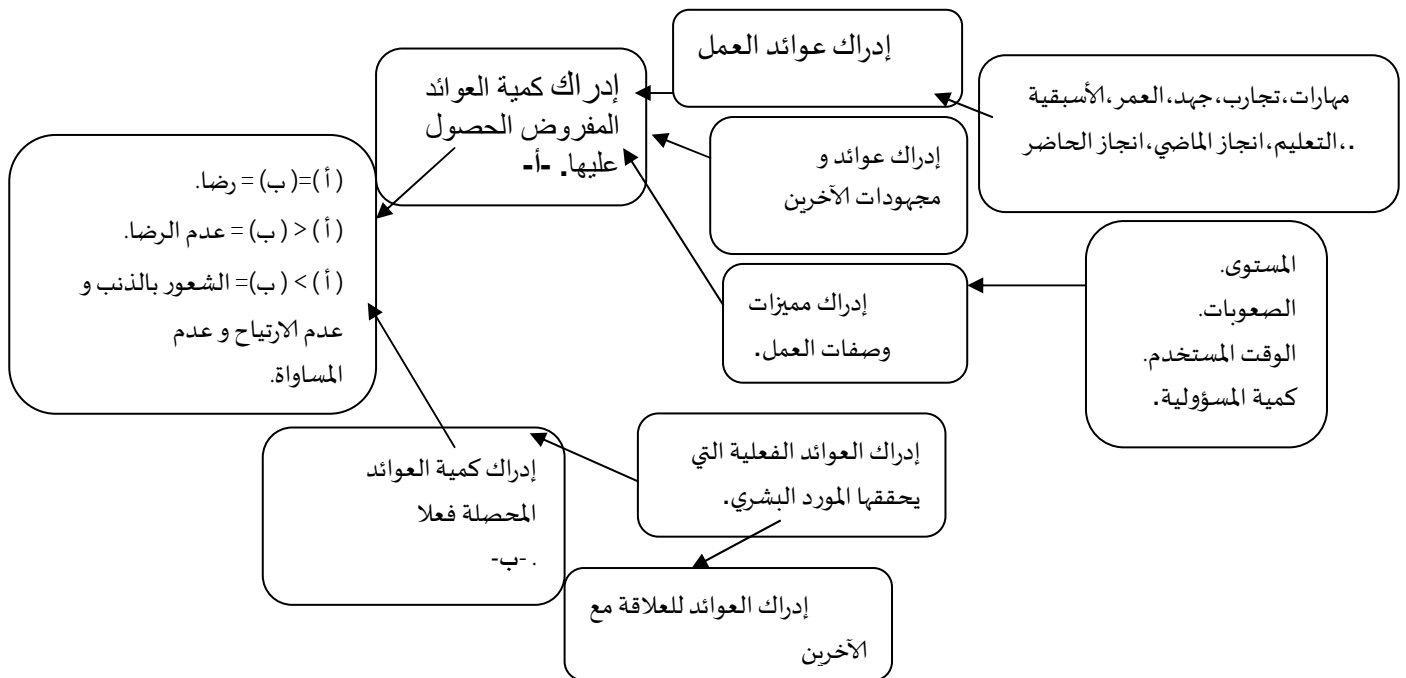 إدراك عوائد العمل
مهارات،تجارب،جهد،العمر،الأسبقية
،التعليم،انجاز الماضي،انجاز الحاضر.
إدراك كمية العوائد
المفروض الحصول
عليها. -أ-
إدراك عوائد و
مجهودات الآخرين
(أ)=(ب) = رضا.
(أ) < (ب) = عدم الرضا.
(أ) > (ب)= الشعور بالذنب و
عدم الارتياح و عدم
المساواة.
إدراك مميزات
وصفات العمل.
المستوى.
الصعوبات.
الوقت المستخدم.
كمية المسؤولية.
إدراك العوائد الفعلية التي
يحققها المورد البشري.
إدراك كمية العوائد
المحصلة فعلا
. -ب-
إدراك العوائد للعلاقة مع
الآخرين